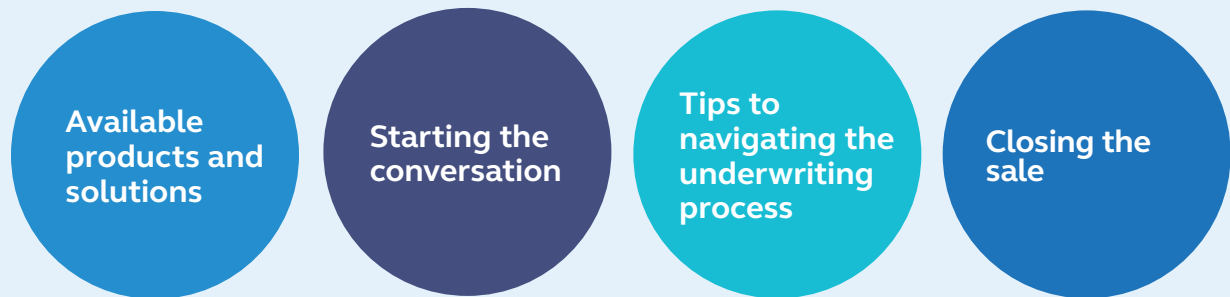 Available
products and
solutions
Starting the
conversation
Tips to
navigating the
underwriting
process
Closing the
sale